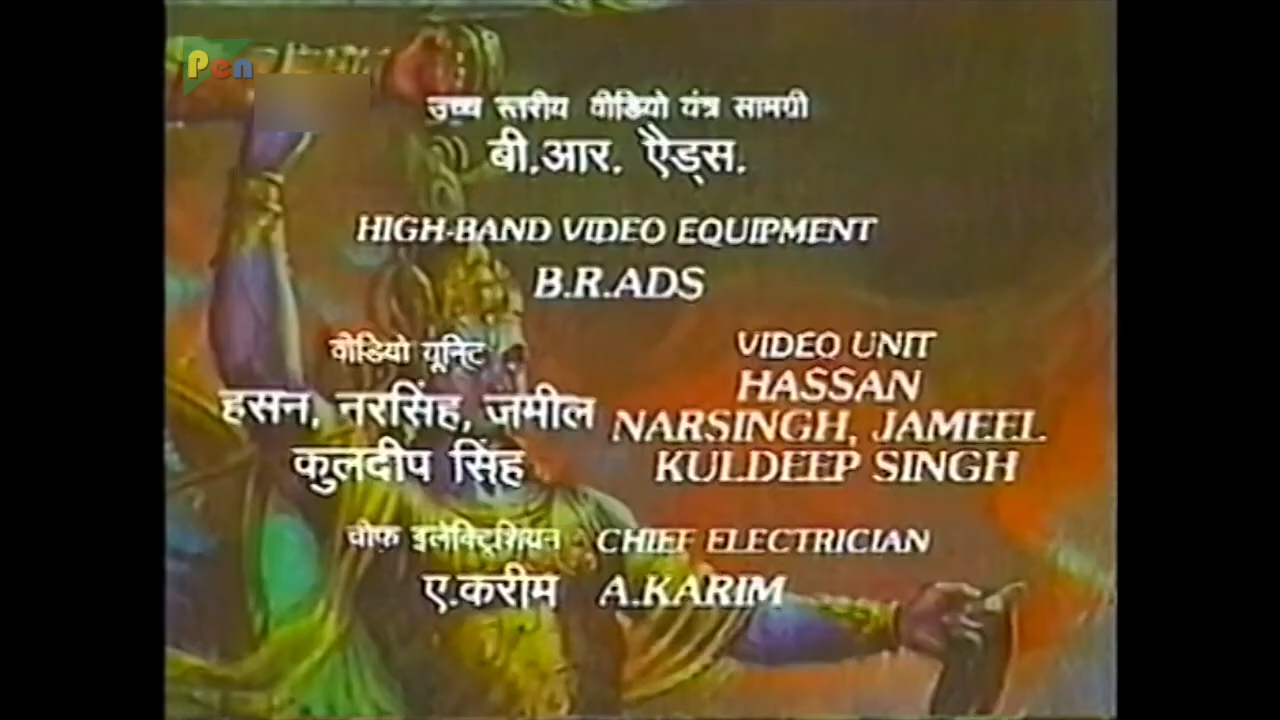 Pen
उच्च स्तरीय वीडियो यंत्र सामग्री
बी.आर. ऐड्स.
HIGH-BAND VIDEO EQUIPMENT
B.R.ADS
वीडियो यूनिट
हसन, नरसिंह, जमील
कुलदीप सिंह
VIDEO UNIT
HASSAN
NARSINGH, JAMEEL
KULDEEP SINGH
चीफ इलेक्ट्रिशियन
CHIEF ELECTRICIAN
ए.करीम
A.KARIM